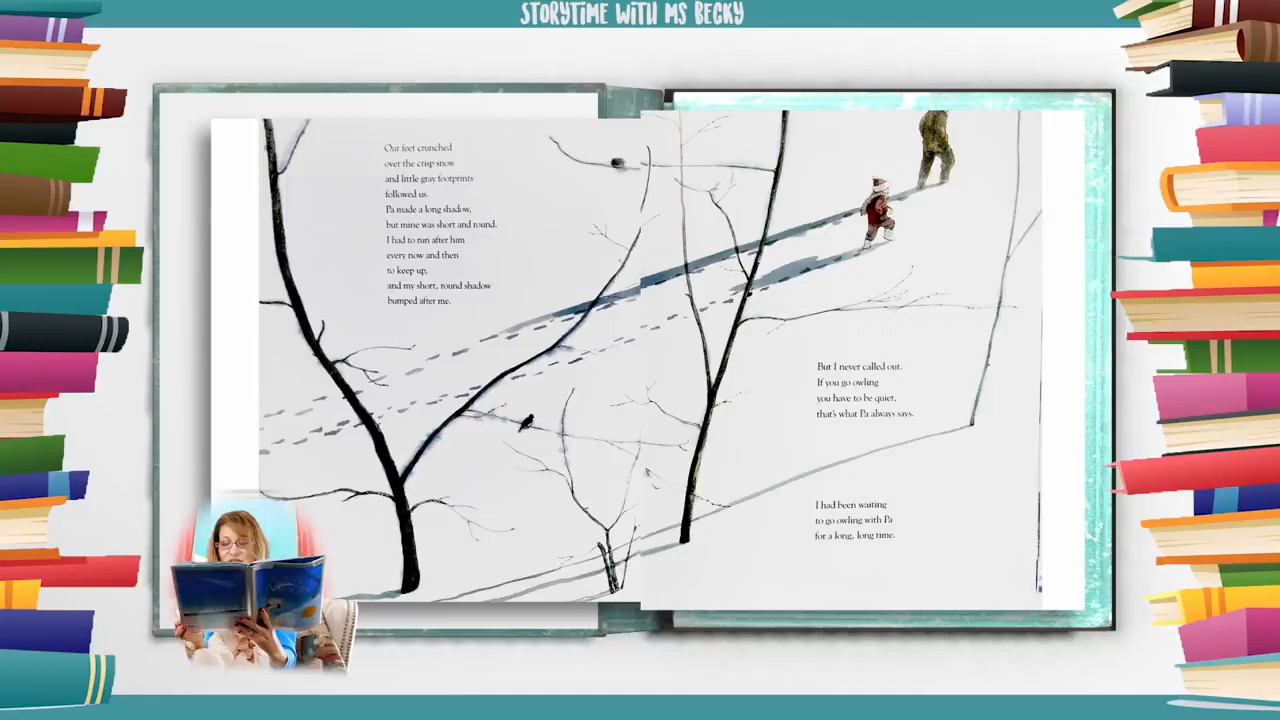 STORYTIME WITH MS BECKY
Our feet crunched
over the crisp snow
and little gray footprints
followed us.
Pa made a long shadow,
but mine was short and round.
I had to run after him
every now and then
to keep up,
and my short, round shadow
bumped after me.
But I never called out.
If you go owling
you have to be quiet,
that's what Pa always says.
I had been waiting
to go owling with Pa
for a long, long time.